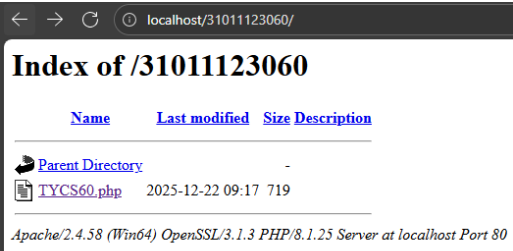 localhost/31011123060/
Index of /31011123060
Name Last modified Size Description
Parent Directory -
TYCS60.php 2025-12-22 09:17 719
Apache/2.4.58 (Win64) OpenSSL/3.1.3 PHP/8.1.25 Server at localhost Port 80